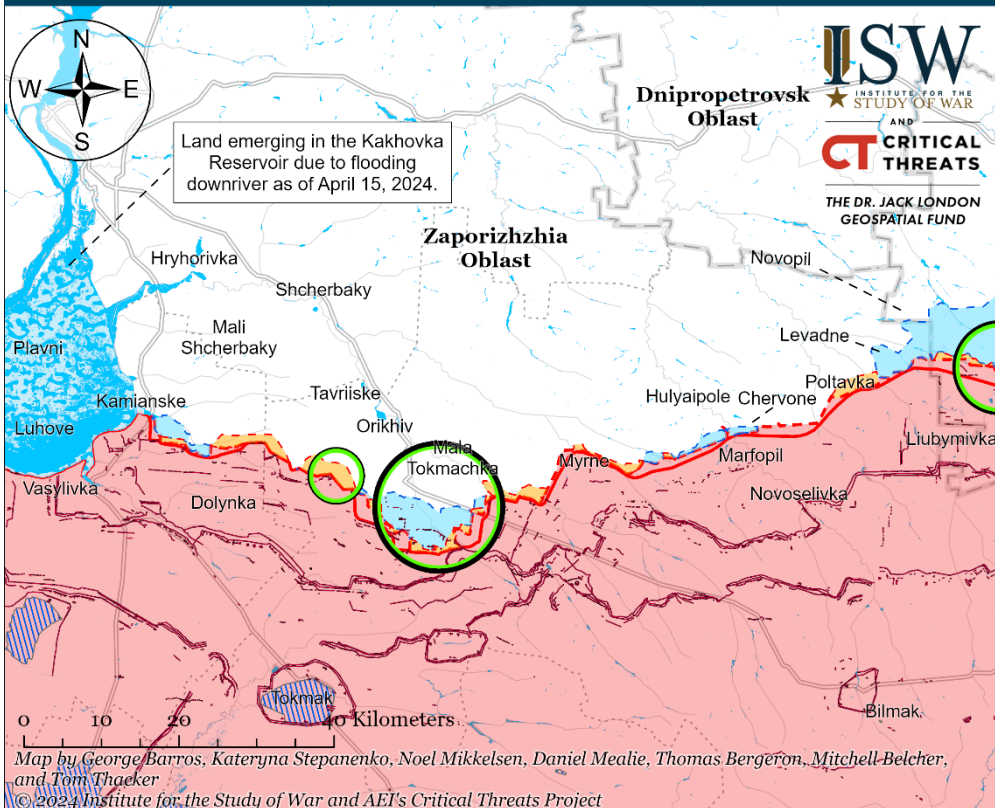 N
W
E
S
ISW
INSTITUTE FOR THE
STUDY OF WAR
AND
CT CRITICAL
THREATS
THE DR. JACK LONDON
GEOSPATIAL FUND
Dnipropetrovsk
Oblast
Land emerging in the Kakhovka
Reservoir due to flooding
downriver as of April 15, 2024.
Zaporizhzhia
Oblast
Hryhorivka
Novopil
Shcherbaky
Mali
Shcherbaky
Levadne
Plavni
Poltavka
Tavriiske
Kamianske
Hulyaipole
Chervone
Luhove
Orikhiv
Mala
Tokmachka
Liubymivka
Myrne
Marfopil
Vasylivka
Dolynka
Novoselivka
Tokmak
Bilmak
0 10 20 40 Kilometers
Map by George Barros, Kateryna Stepanenko, Noel Mikkelsen, Daniel Mealie, Thomas Bergeron, Mitchell Belcher,
and Tom Thacker
© 2024 Institute for the Study of War and AEI's Critical Threats Project